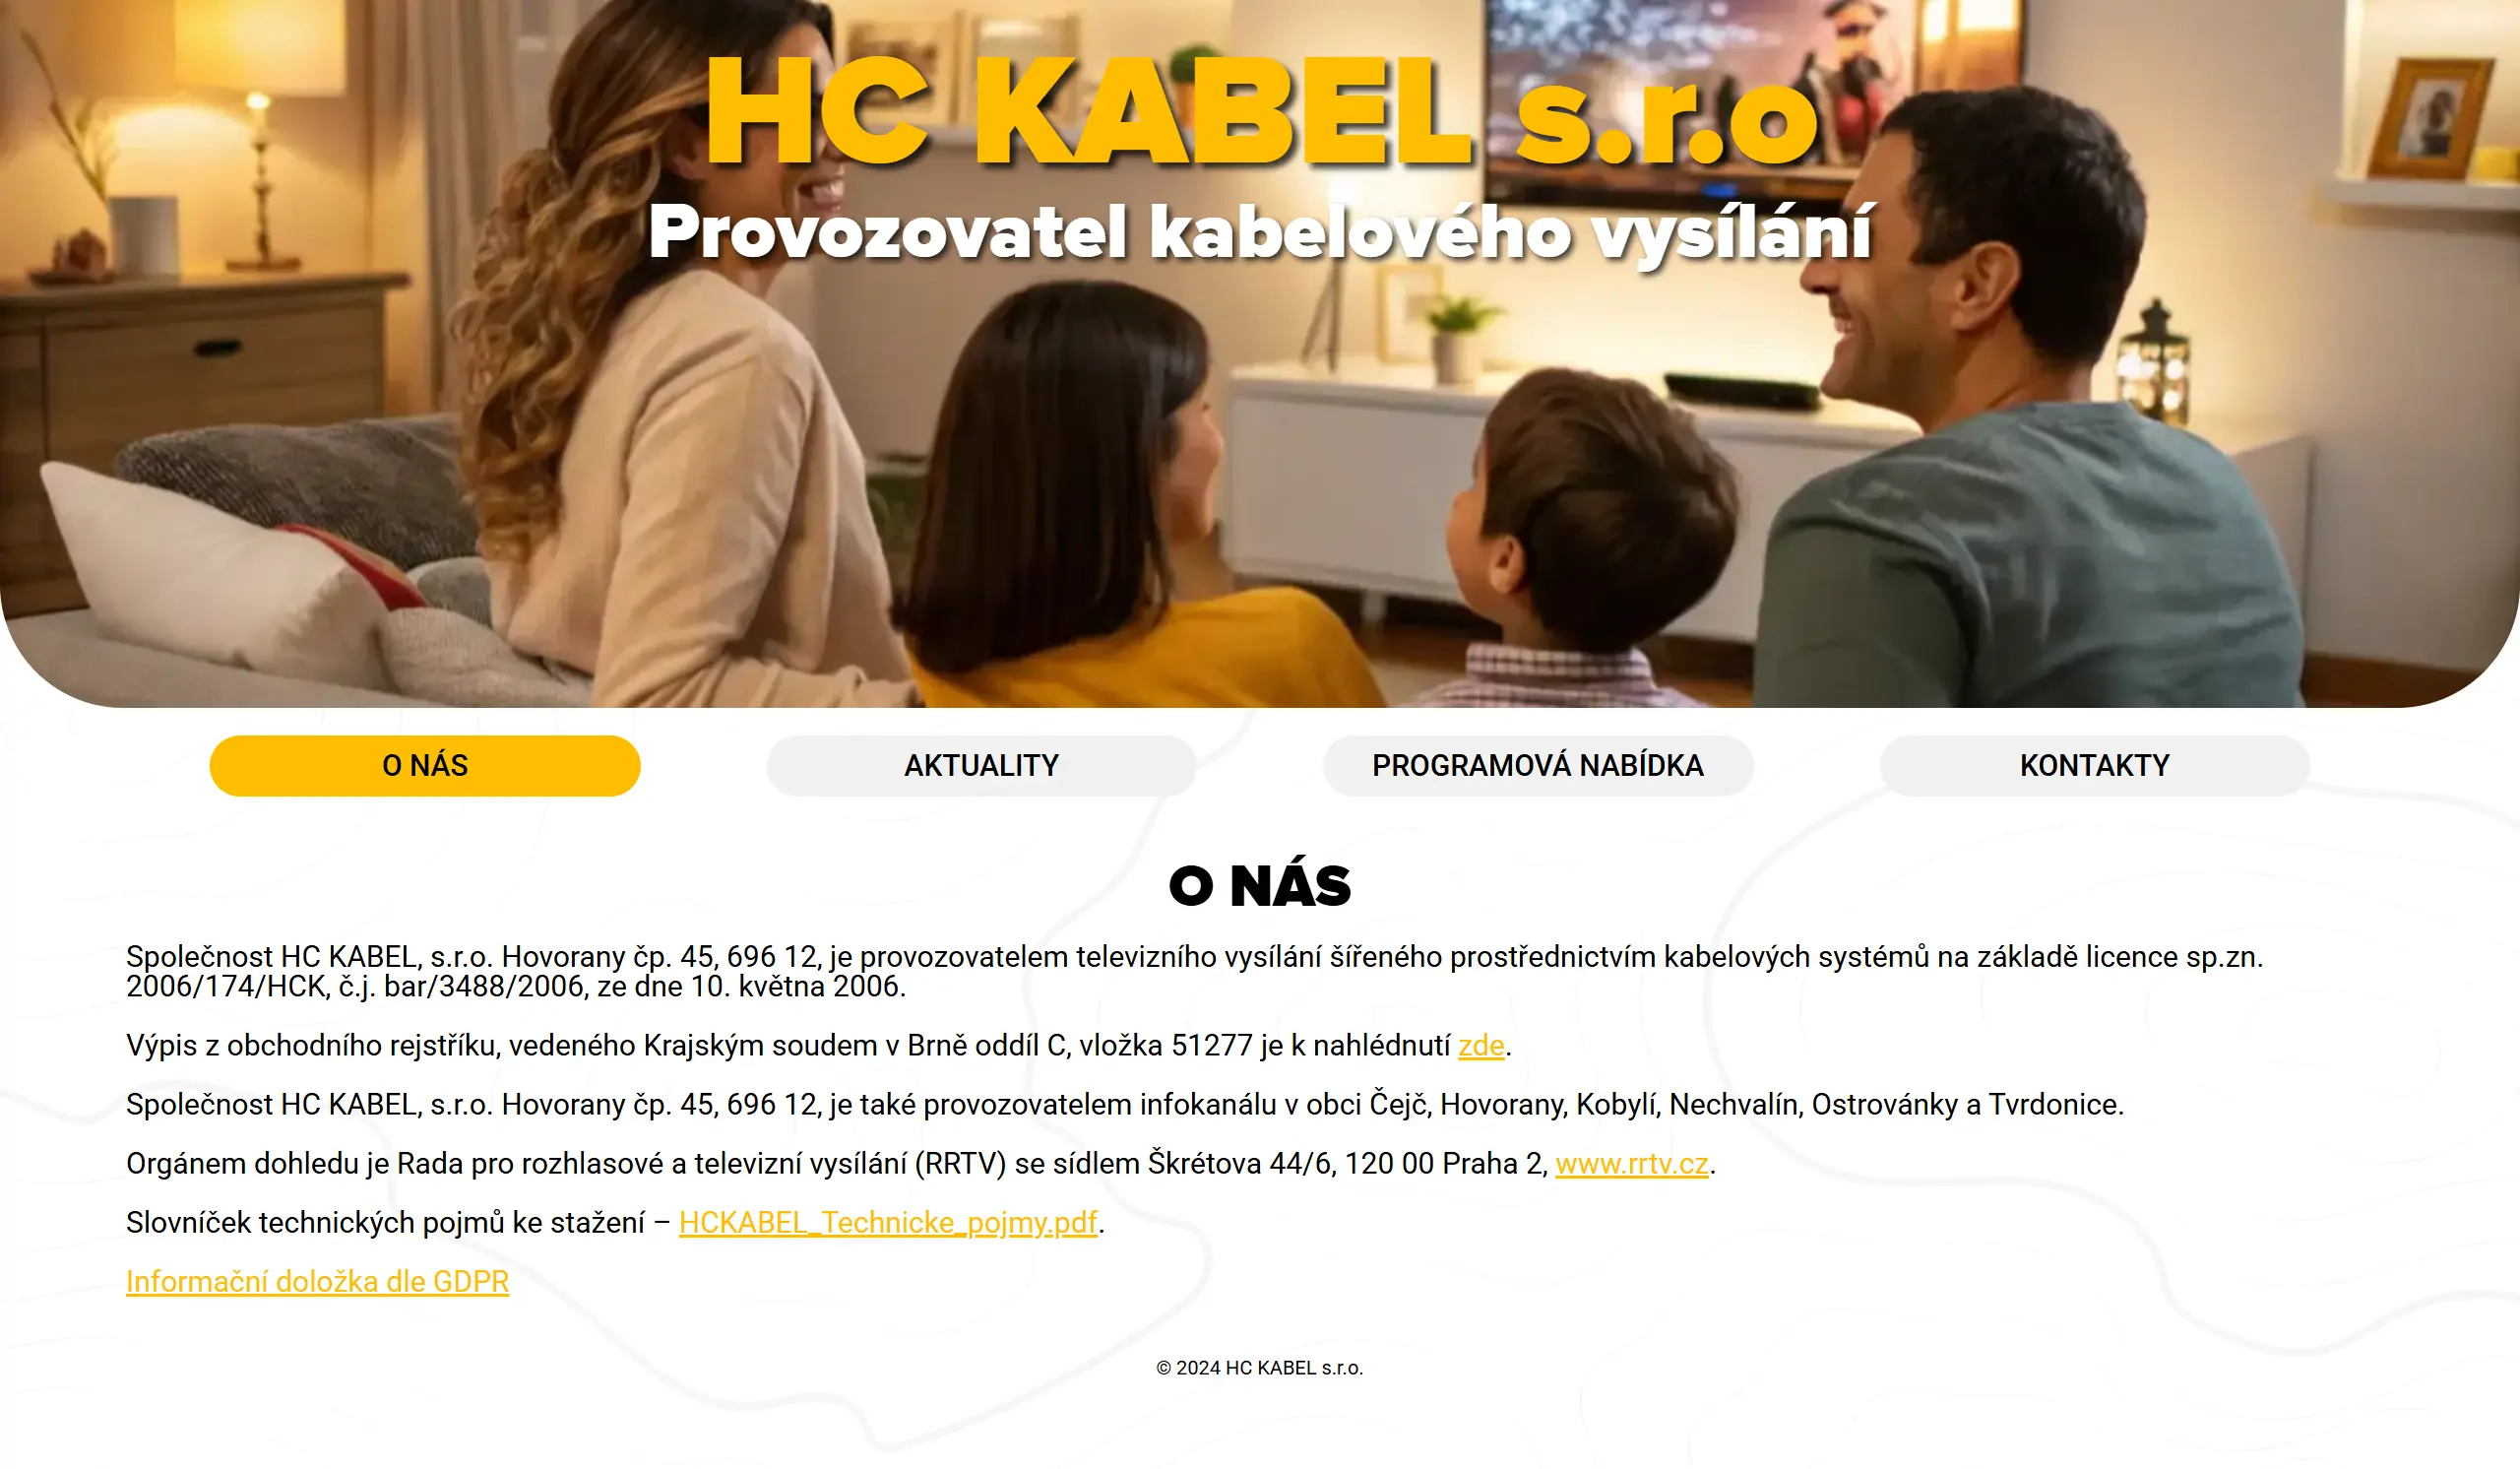 HC KABEL s.r.o
Provozovatel kabelového vysílání
O NÁS
AKTUALITY
PROGRAMOVÁ NABÍDKA
KONTAKTY
O NÁS
Společnost HC KABEL, s.r.o. Hovorany čp. 45, 696 12, je provozovatelem televizního vysílání šířeného prostřednictvím kabelových systémů na základě licence sp.zn.
2006/174/HCK, č.j. bar/3488/2006, ze dne 10. května 2006.
Výpis z obchodního rejstříku, vedeného Krajským soudem v Brně oddíl C, vložka 51277 je k nahlédnutí zde.
Společnost HC KABEL, s.r.o. Hovorany čp. 45, 696 12, je také provozovatelem infokanálu v obci Čejč, Hovorany, Kobylí, Nechvalín, Ostrovánky a Tvrdonice.
Orgánem dohledu je Rada pro rozhlasové a televizní vysílání (RRTV) se sídlem Škrétova 44/6, 120 00 Praha 2, www.rrtv.cz.
Slovníček technických pojmů ke stažení – HCKABEL_Technicke_pojmy.pdf.
Informační doložka dle GDPR
© 2024 HC KABEL s.r.o.